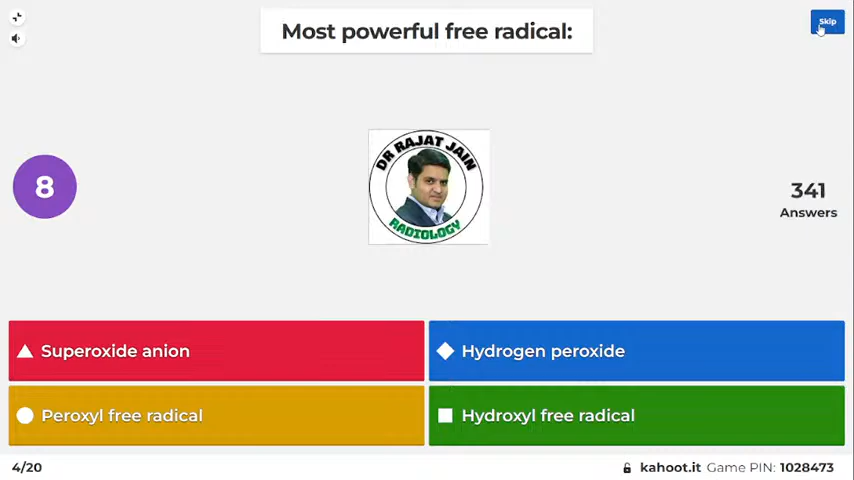 Most powerful free radical:
Skip
DR RAJAT JAIN
RADIOLOGY
8
341
Answers
Superoxide anion
Hydrogen peroxide
Peroxyl free radical
Hydroxyl free radical
4/20
kahoot.it Game PIN: 1028473